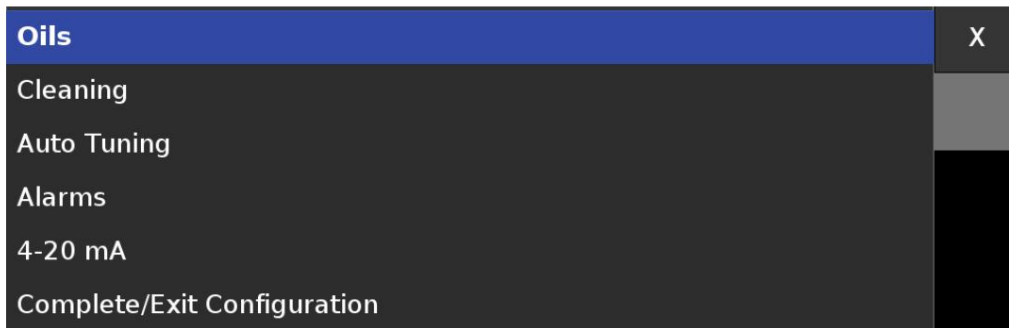 Oils
X
Cleaning
Auto Tuning
Alarms
4-20 mA
Complete/Exit Configuration